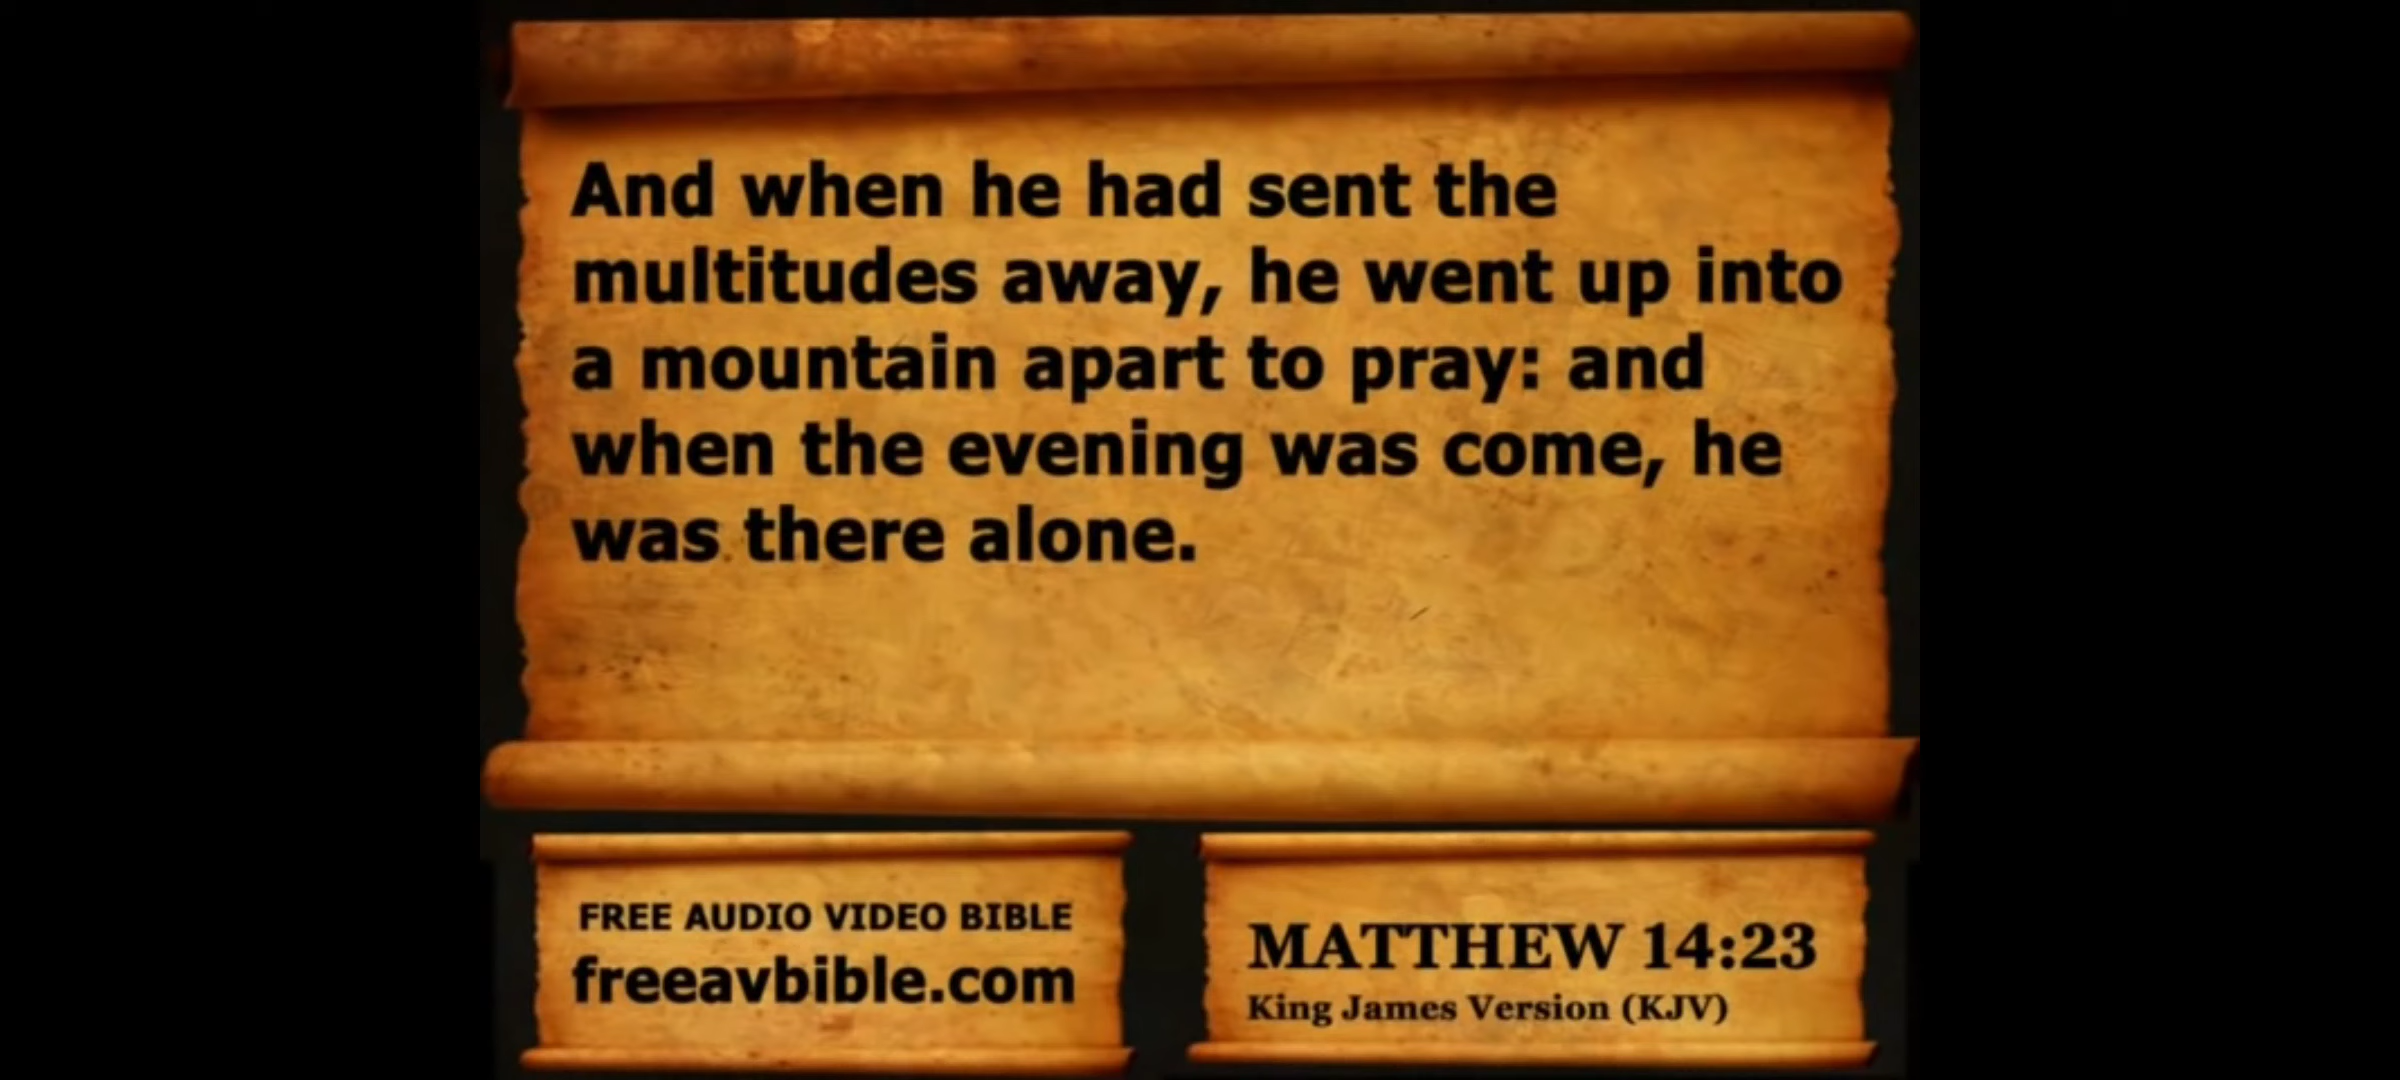 And when he had sent the
multitudes away, he went up into
a mountain apart to pray: and
when the evening was come, he
was there alone.
FREE AUDIO VIDEO BIBLE
freeavbible.com
MATTHEW 14:23
King James Version (KJV)